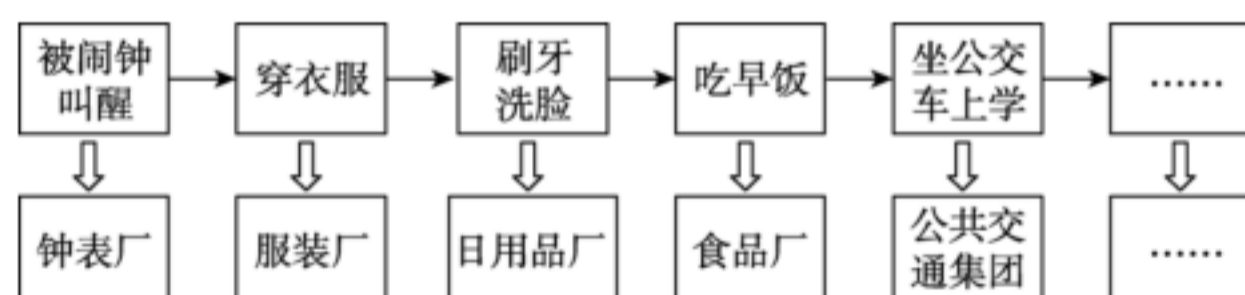 被闹钟
叫醒
穿衣服
刷牙
洗脸
吃早饭
坐公交
车上学
……
钟表厂
服装厂
日用品厂
食品厂
公共交
通集团
……